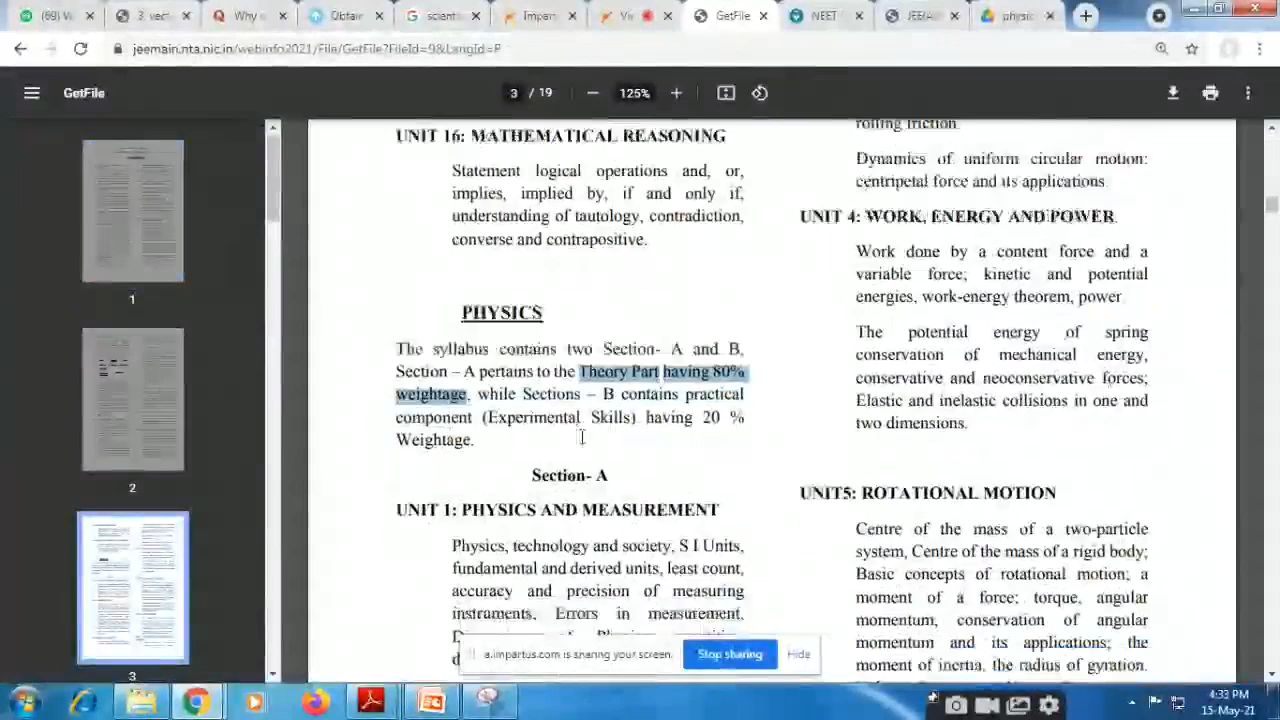 (69) W
3_vect
Why
Obtair
scient
Impart
Vi
GetFile
NEET
JEE(A
physic
jeemain.nta.nic.in/webinfo2021/File/GetFile?FileId=98&LangId=P
GetFile
3 / 19
125%
1
2
3
UNIT 16: MATHEMATICAL REASONING
Statement logical operations and, or,
implies, implied by, if and only if,
understanding of tautology, contradiction,
converse and contrapositive.
PHYSICS
The syllabus contains two Section- A and B,
Section – A pertains to the Theory Part having 80%
weightage, while Sections – B contains practical
component (Experimental Skills) having 20 %
Weightage.
Section- A
UNIT 1: PHYSICS AND MEASUREMENT
Physics, technology and society, S I Units,
fundamental and derived units, least count,
accuracy and precision of measuring
instruments, in measurement,
rolling friction.
Dynamics of uniform circular motion:
centripetal force and its applications.
UNIT 4: WORK, ENERGY AND POWER
Work done by a content force and a
variable force; kinetic and potential
energies, work-energy theorem, power.
The potential energy of spring
conservation of mechanical energy,
conservative and neoconservative forces;
Elastic and inelastic collisions in one and
two dimensions.
UNIT5: ROTATIONAL MOTION
Centre of the mass of a two-particle
system, Centre of the mass of a rigid body;
Basic concepts of rotational motion; a
moment of a force; torque, angular
momentum, conservation of angular
momentum and its applications; the
moment of inertia, the radius of gyration.
a.impartus.com is sharing your screen.
Stop sharing
Hide
4:33 PM
15-May-21